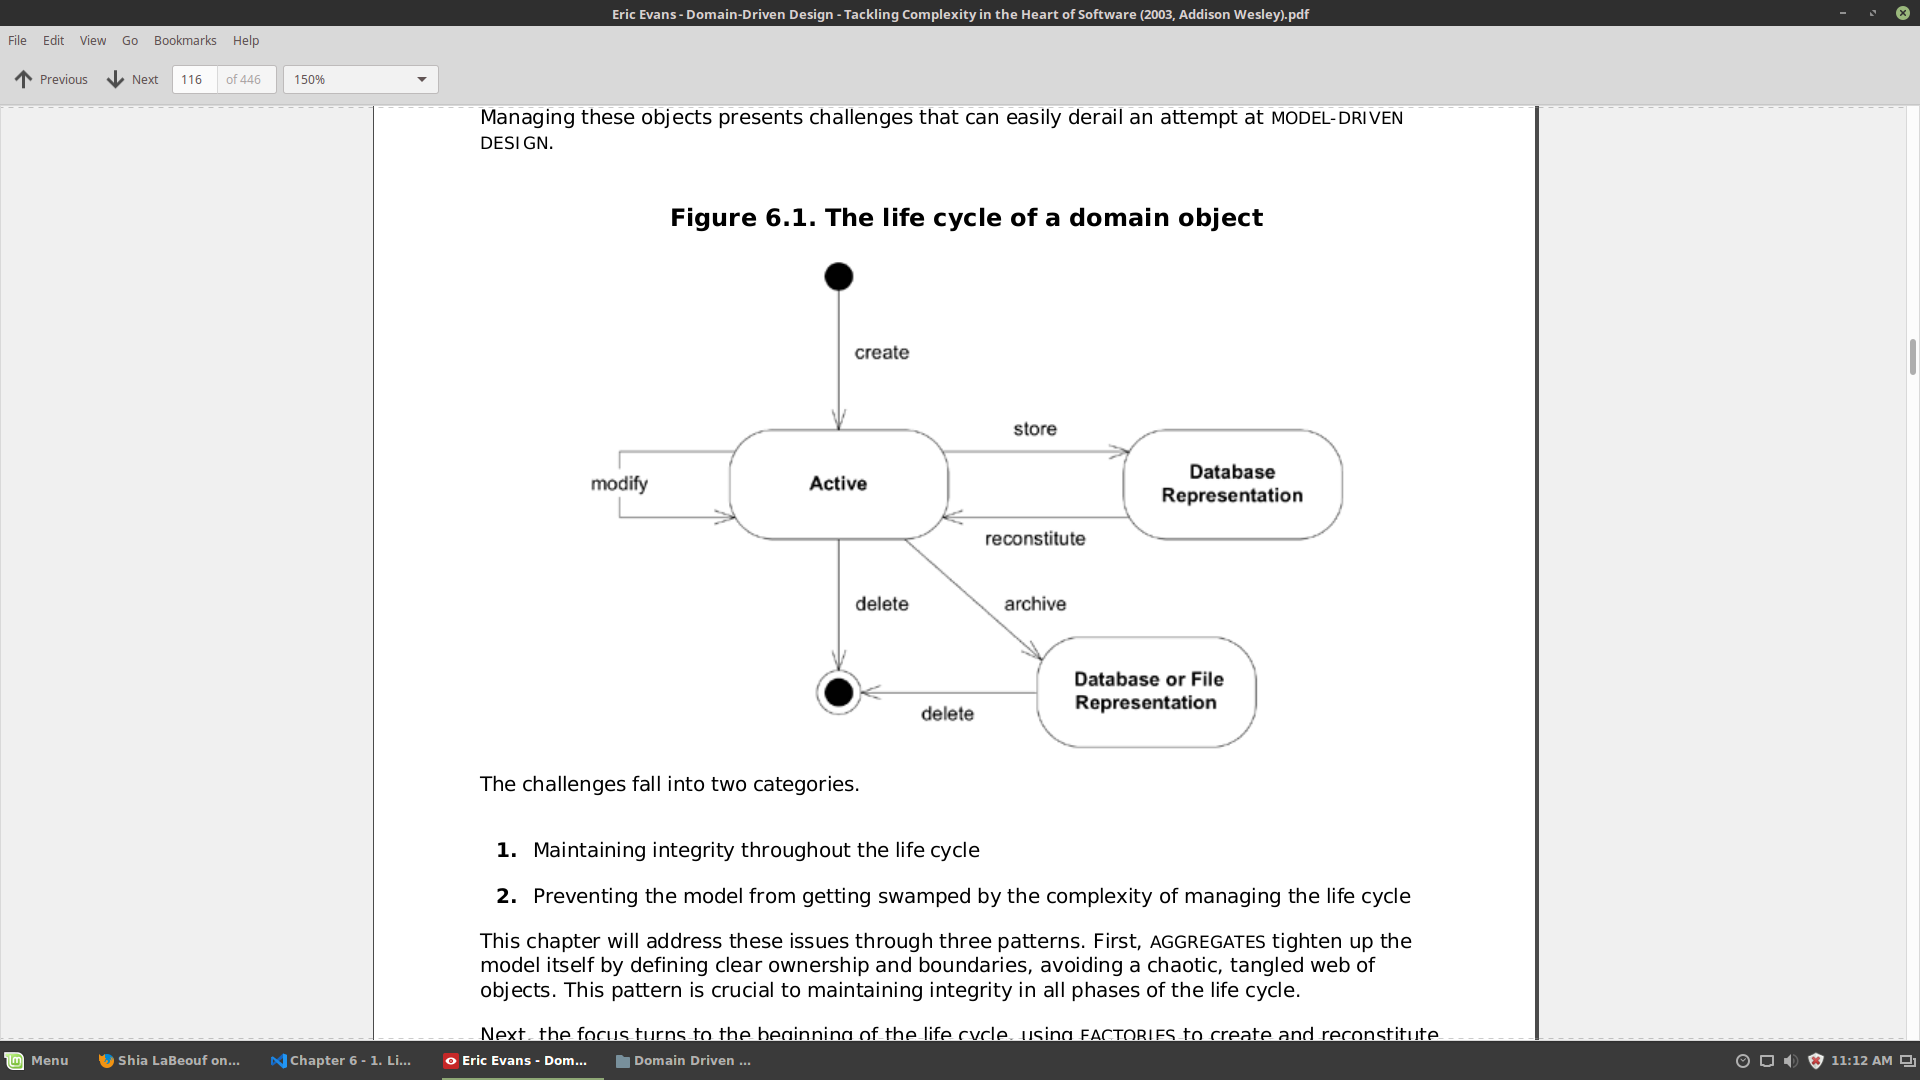 Eric Evans - Domain-Driven Design - Tackling Complexity in the Heart of Software (2003, Addison Wesley).pdf
File Edit View Go Bookmarks Help
Previous Next 116 of 446 150%
Managing these objects presents challenges that can easily derail an attempt at MODEL-DRIVEN
DESIGN.
Figure 6.1. The life cycle of a domain object
create
store
modify
Active
Database
Representation
reconstitute
delete
archive
Database or File
Representation
delete
The challenges fall into two categories.
1. Maintaining integrity throughout the life cycle
2. Preventing the model from getting swamped by the complexity of managing the life cycle
This chapter will address these issues through three patterns. First, AGGREGATES tighten up the
model itself by defining clear ownership and boundaries, avoiding a chaotic, tangled web of
objects. This pattern is crucial to maintaining integrity in all phases of the life cycle.
Next, the focus turns to the beginning of the life cycle, using FACTORIES to create and reconstitute
Menu Shia LaBeouf on... Chapter 6 - 1. Li... Eric Evans - Dom... Domain Driven ... 11:12 AM